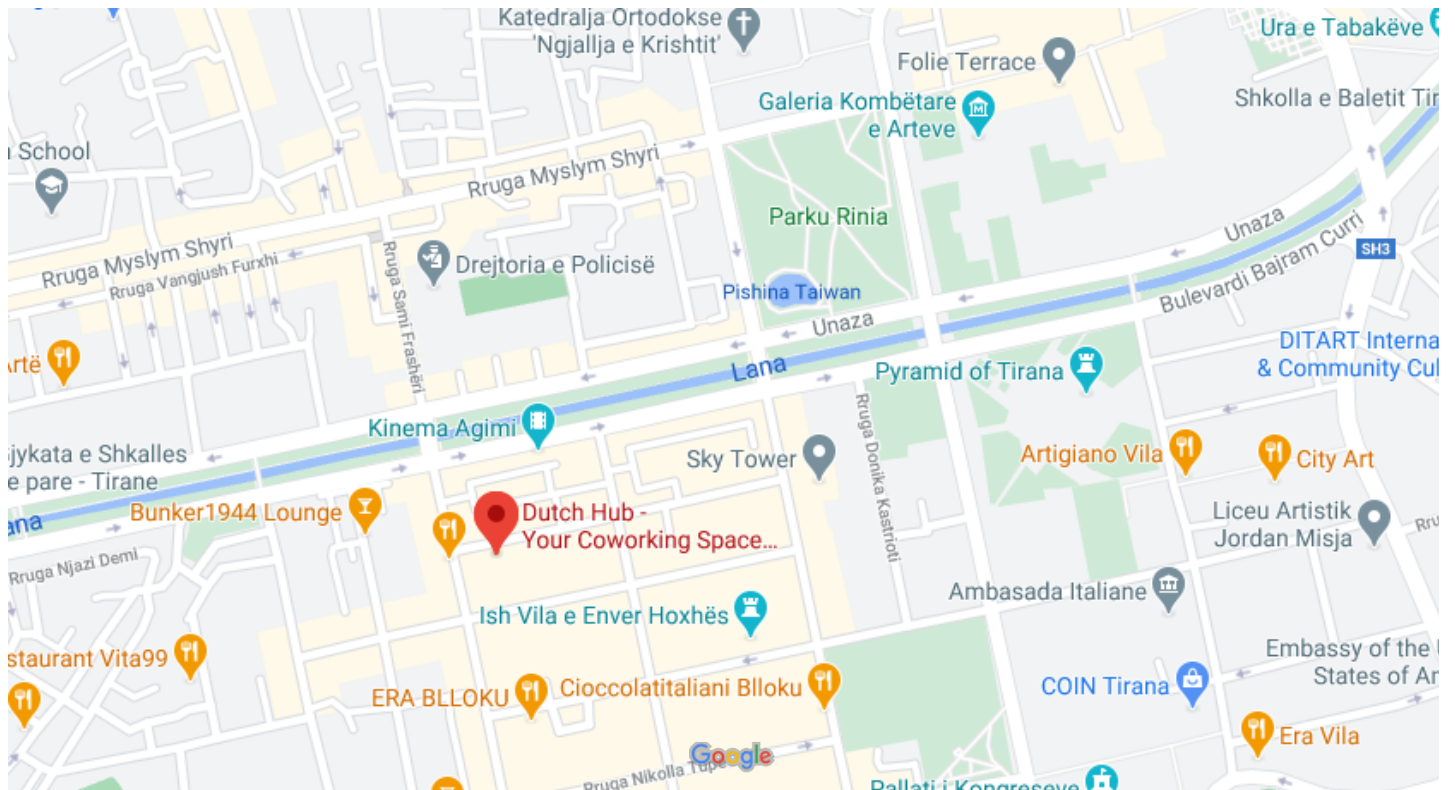 Katedralja Ortodokse
'Ngjallja e Krishtit'
Ura e Tabakëve
Folie Terrace
Galeria Kombëtare
e Arteve
Shkolla e Baletit Tir
School
Rruga Myslym Shyri
Parku Rinia
Unaza
Rruga Myslym Shyri
Rruga Vangjush Furxhi
Rruga Sami Frashëri
Drejtoria e Policisë
SH3
Bulevardi Bajram Curri
Pishina Taiwan
Unaza
Artë
Lana
Pyramid of Tirana
DITART Interna
& Community Cul
Rruga Donika Kastrioti
Kinema Agimi
jykata e Shkalles
e pare - Tirane
Sky Tower
Artigiano Vila
City Art
Bunker1944 Lounge
Dutch Hub -
Your Coworking Space...
Liceu Artistik
Jordan Misja
Rru
ana
Rruga Njazi Demi
Ambasada Italiane
Ish Vila e Enver Hoxhës
staurant Vita99
Embassy of the U
States of Am
ERA BLLOKU
Cioccolatitaliani Blloku
COIN Tirana
Era Vila
Google
Rruga Nikolla Tupe
Pallati i Kongreseve